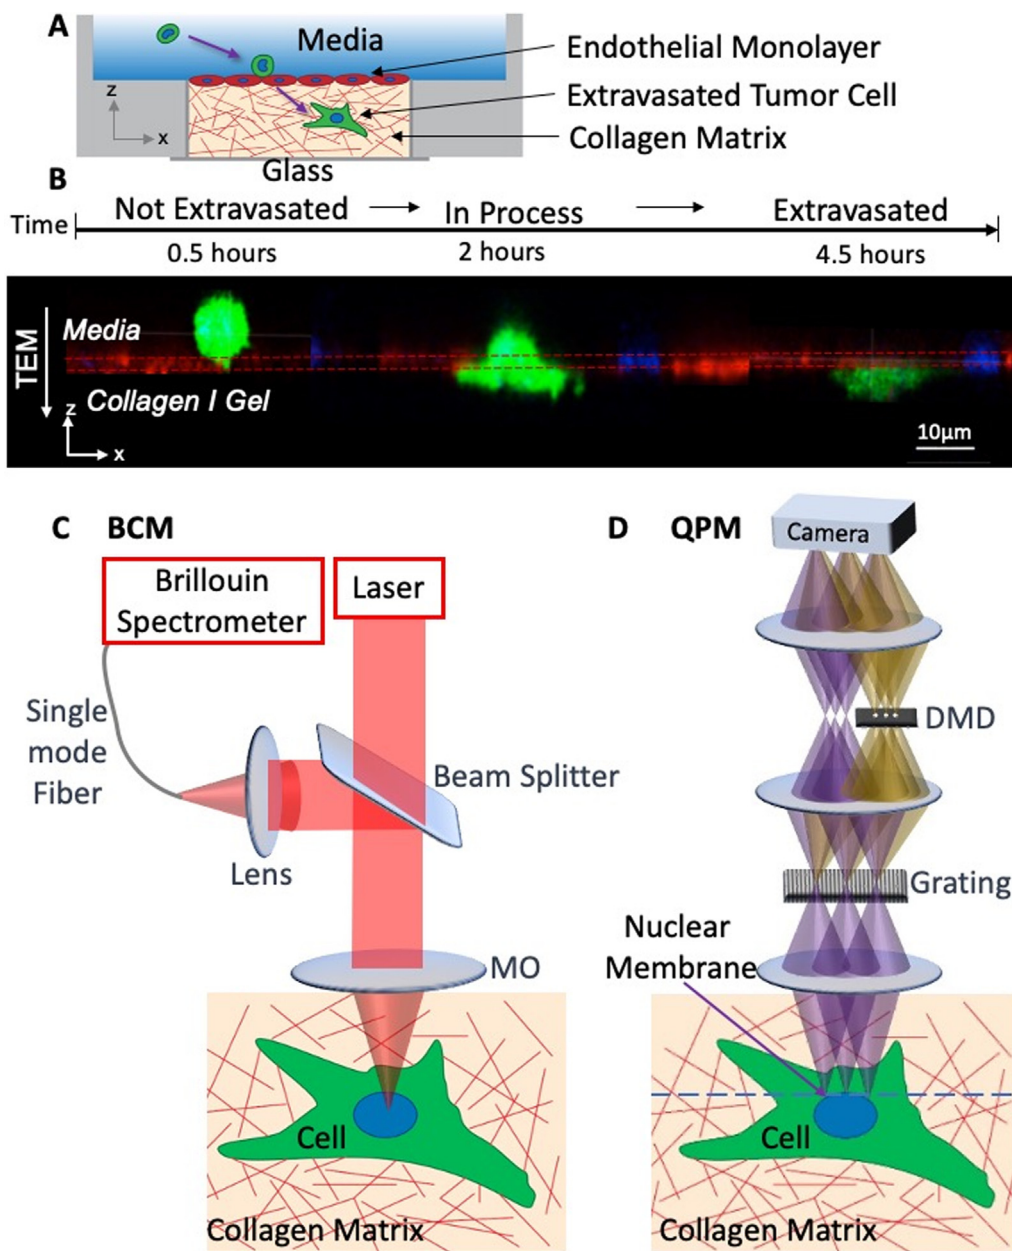 A
Media
Endothelial Monolayer
Extravasated Tumor Cell
Collagen Matrix
z
x
Glass
B
Not Extravasated
In Process
Extravasated
Time
0.5 hours
2 hours
4.5 hours
TEM
Media
Collagen I Gel
z
x
10μm
C BCM
Brillouin
Spectrometer
Laser
Single
mode
Fiber
Beam Splitter
Lens
MO
Cell
Collagen Matrix
D QPM
Camera
DMD
Grating
Nuclear
Membrane
Cell
Collagen Matrix